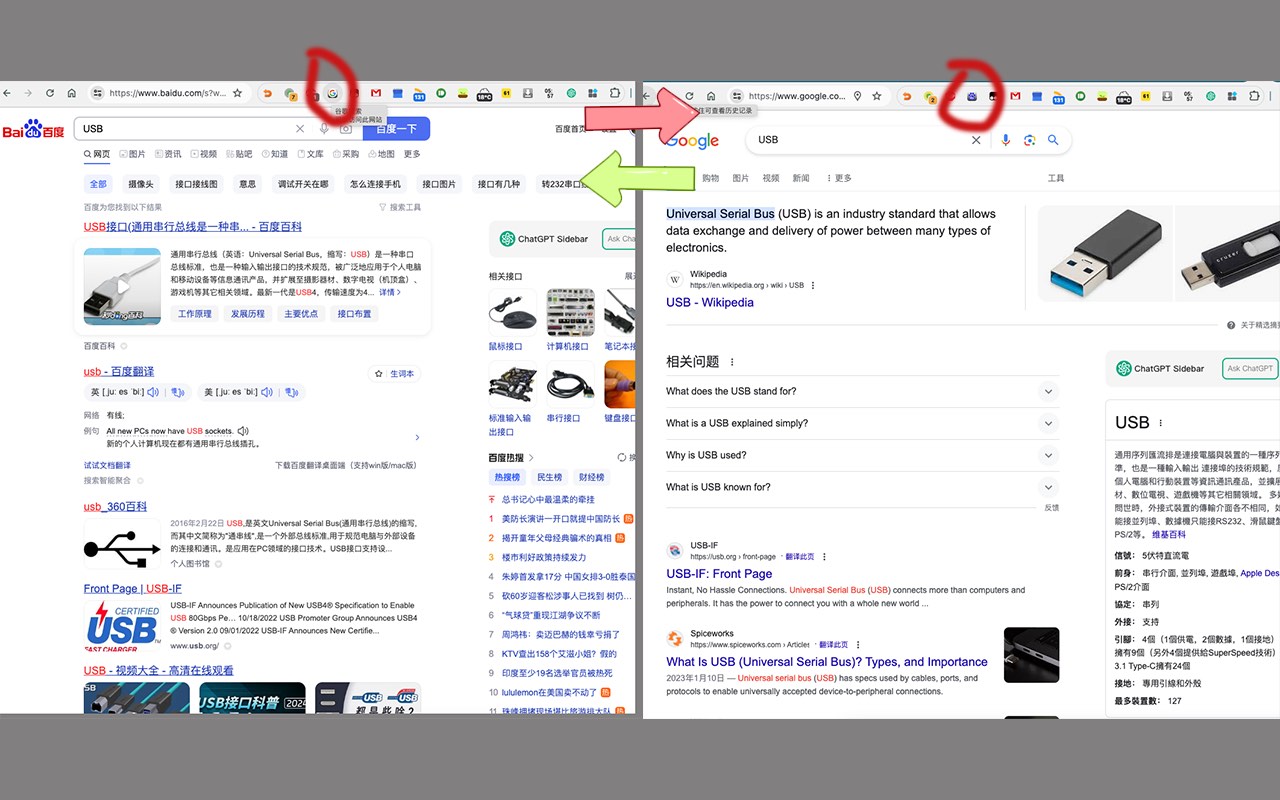 https://www.baidu.com/s?w...
131
18°C
61
谷歌
访问此网站
Bai百度
USB
百度一下
百度首页
网页 图片 资讯 视频 贴吧 知道 文库 采购 地图 更多
全部 摄像头 接口接线图 意思 调试开关在哪 怎么连接手机 接口图片 接口有几种 转232串口
百度为您找到以下结果
搜索工具
USB接口(通用串行总线是一种串... - 百度百科
通用串行总线（英语：Universal Serial Bus，缩写：USB）是一种串口
总线标准，也是一种输入输出接口的技术规范，被广泛地应用于个人电脑
和移动设备等信息通讯产品，并扩展至摄影器材、数字电视（机顶盒）、
游戏机等其它相关领域。最新一代是USB4，传输速度为4... 详情 >
工作原理 发展历程 主要优点 接口布置
百度百科
usb - 百度翻译
生词本
英 [ˌjuː es ˈbiː] 美 [ˌjuː es ˈbiː]
网络 有线;
例句 All new PCs now have USB sockets.
新的个人计算机现在都有通用串行总线插孔。
试试文档翻译
下载百度翻译桌面端（支持win版/mac版）
搜索智能聚合
usb_360百科
2016年2月22日 USB,是英文Universal Serial Bus(通用串行总线)的缩写,
而其中文简称为"通串线",是一个外部总线标准,用于规范电脑与外部设备
的连接和通讯。是应用在PC领域的接口技术。USB接口支持设...
个人图书馆
Front Page | USB-IF
CERTIFIED
USB
FAST CHARGER
USB-IF Announces Publication of New USB4® Specification to Enable
USB 80Gbps Pe... 10/18/2022 USB Promoter Group Announces USB4
® Version 2.0 09/01/2022 USB-IF Announces New Certifie...
www.usb.org/
USB - 视频大全 - 高清在线观看
USB接口科普
2024
都是些啥?
ChatGPT Sidebar
Ask Cha
相关接口
展
鼠标接口 计算机接口 笔记本接
标准输入输出接口 串行接口 键盘接口
百度热搜 >
换
热搜榜 民生榜 财经榜
总书记心中最温柔的牵挂
1 美防长演讲一开口就提中国防长 热
2 揭开童年父母经典骗术的真相 热
3 楼市利好政策持续发力
4 朱婷首发拿17分 中国女排3-0胜泰国
5 砍60岁迎客松涉事人已找到 树仍...
6 "气球贷"重现江湖争议不断
7 周鸿祎：卖迈巴赫的钱幸亏捐了
8 KTV查出158个艾滋小姐？假的
9 印度至少19名选举官员被热死
10 lululemon在美国卖不动了 热
11 珠峰拥堵现场堪比旅游排大队 热
https://www.google.co...
131
18°C
61
住可查看历史记录
Google
USB
购物 图片 视频 新闻 更多
工具
Universal Serial Bus (USB) is an industry standard that allows
data exchange and delivery of power between many types of
electronics.
W Wikipedia
https://en.wikipedia.org › wiki › USB
USB - Wikipedia
关于精选摘
相关问题
What does the USB stand for?
What is a USB explained simply?
Why is USB used?
What is USB known for?
反馈
USB-IF
https://usb.org › front-page · 翻译此页
USB-IF: Front Page
Instant, No Hassle Connections. Universal Serial Bus (USB) connects more than computers and
peripherals. It has the power to connect you with a whole new world ...
Spiceworks
https://www.spiceworks.com › Articles · 翻译此页
What Is USB (Universal Serial Bus)? Types, and Importance
2023年1月10日 — Universal serial bus (USB) has specs used by cables, ports, and
protocols to enable universally accepted device-to-peripheral connections.
ChatGPT Sidebar
Ask ChatGPT
USB
通用序列匯流排是連接電腦與裝置的一種序列
準，也是一種輸入輸出 連接埠的技術規範，
個人電腦和行動裝置等資訊通訊產品，並擴展
材、數位電視、遊戲機等其它相關領域。 多
問世時，外接式裝置的傳輸介面各不相同，如
能接並列埠、數據機只能接RS232、滑鼠鍵盤
PS/2等。 维基百科
信號： 5伏特直流電
前身： 串行介面, 並列埠, 遊戲埠, Apple Des
PS/2介面
協定： 串列
外接： 支持
引腳： 4個（1個供電，2個數據，1個接地）
擁有9個（另外4個提供給SuperSpeed技術）
3.1 Type-C擁有24個
接地： 專用引線和外殼
最多裝置數： 127